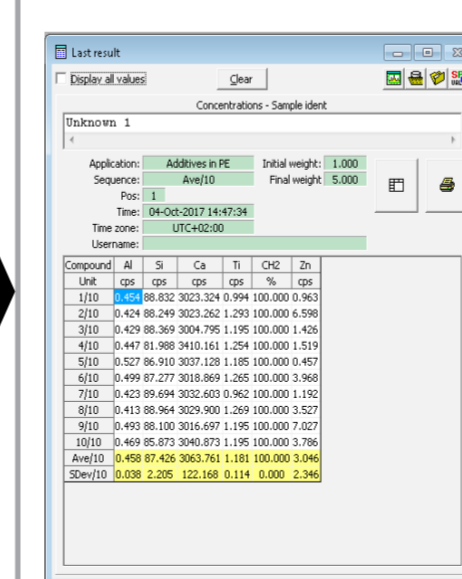 Last result
Display all values Clear
Concentrations - Sample ident
Unknown 1
Application: Additives in PE Initial weight: 1.000
Sequence: Ave/10 Final weight 5.000
Pos: 1
Time: 04-Oct-2017 14:47:34
Time zone: UTC+02:00
Username:
Compound Al Si Ca Ti CH2 Zn
Unit cps cps cps cps % cps
1/10 0.454 88.832 3023.324 0.994 100.000 0.963
2/10 0.424 88.249 3023.262 1.293 100.000 6.598
3/10 0.429 88.369 3004.795 1.195 100.000 1.426
4/10 0.447 81.988 3410.161 1.254 100.000 1.519
5/10 0.527 86.910 3037.128 1.185 100.000 0.457
6/10 0.499 87.277 3018.869 1.265 100.000 3.968
7/10 0.423 89.694 3032.603 0.962 100.000 1.192
8/10 0.413 88.964 3029.900 1.269 100.000 3.527
9/10 0.493 88.100 3016.697 1.195 100.000 7.027
10/10 0.469 85.873 3040.873 1.195 100.000 3.786
Ave/10 0.458 87.426 3063.761 1.181 100.000 3.046
SDev/10 0.038 2.205 122.168 0.114 0.000 2.346